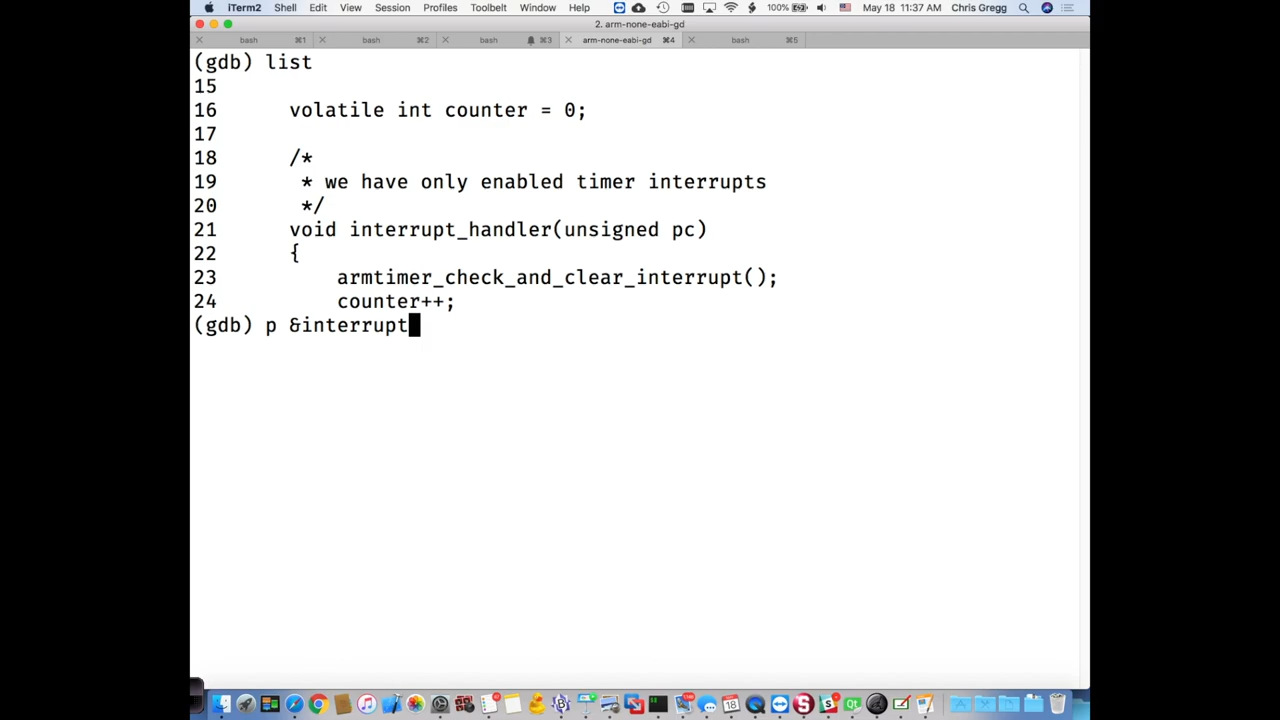 iTerm2 Shell Edit View Video Session Profiles Toolbelt Window Help 100% May 18 11:37 AM Chris Gregg
2. arm-none-eabi-gd
bash ⌘1 bash ⌘2 bash ⌘3 arm-none-eabi-gd ⌘4 bash ⌘5
(gdb) list
15
16 volatile int counter = 0;
17
18 /*
19 * we have only enabled timer interrupts
20 */
21 void interrupt_handler(unsigned pc)
22 {
23 armtimer_check_and_clear_interrupt();
24 counter++;
(gdb) p &interrupt